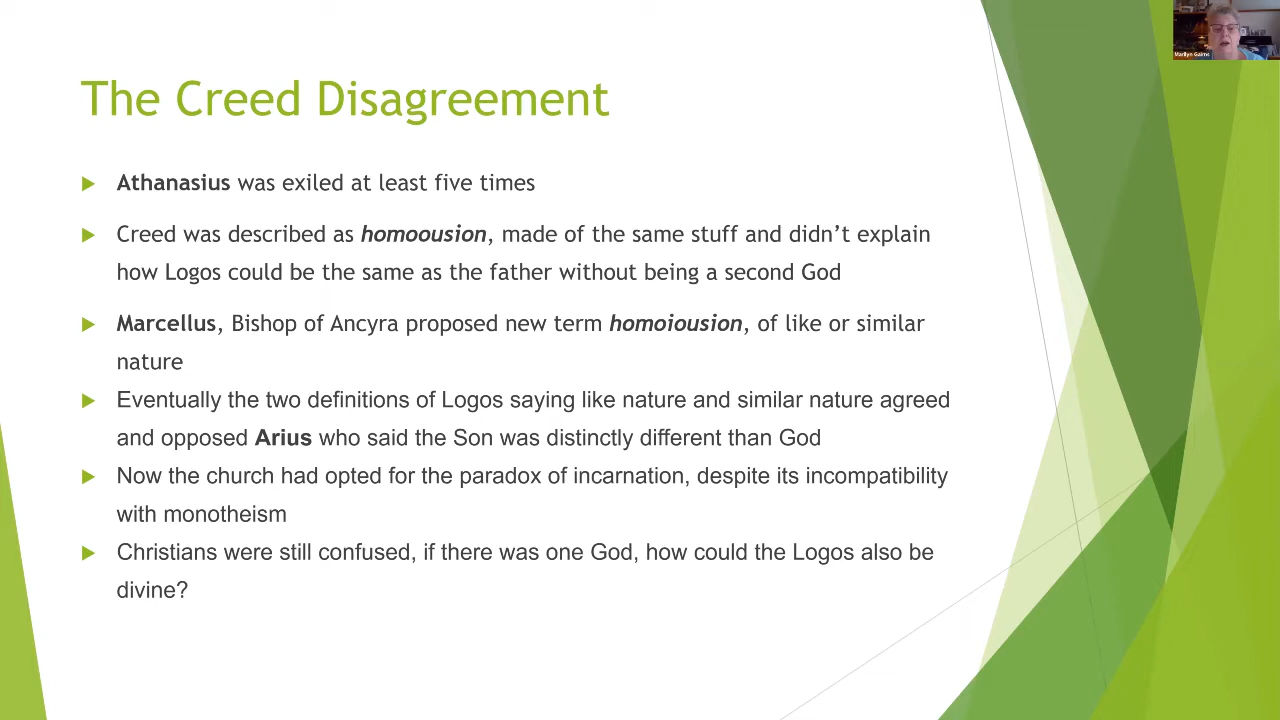 Marilyn Gairns
The Creed Disagreement
Athanasius was exiled at least five times
Creed was described as homoousion, made of the same stuff and didn’t explain
how Logos could be the same as the father without being a second God
Marcellus, Bishop of Ancyra proposed new term homoiousion, of like or similar
nature
Eventually the two definitions of Logos saying like nature and similar nature agreed
and opposed Arius who said the Son was distinctly different than God
Now the church had opted for the paradox of incarnation, despite its incompatibility
with monotheism
Christians were still confused, if there was one God, how could the Logos also be
divine?